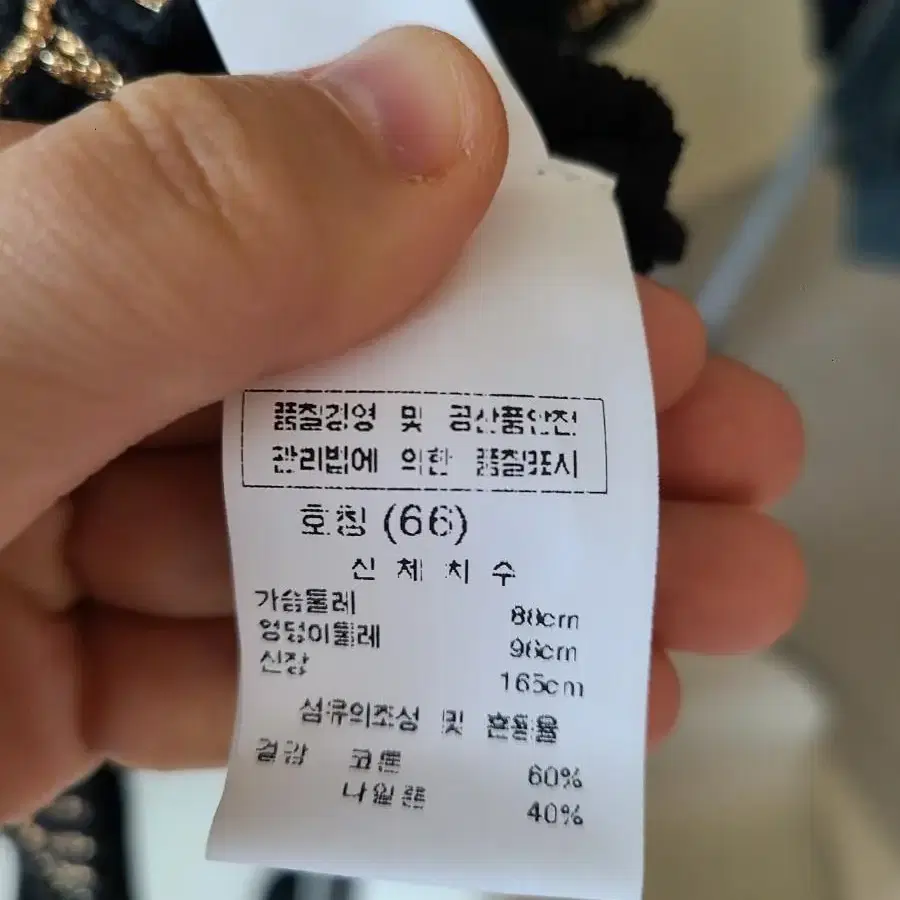 품질경영 및 공산품안전
관리법에 의한 품질표시
호칭 (66)
신체치수
가슴둘레 88cm
엉덩이둘레 96cm
신장 165cm
섬유의조성 및 혼용율
겉감 코튼 60%
나일론 40%